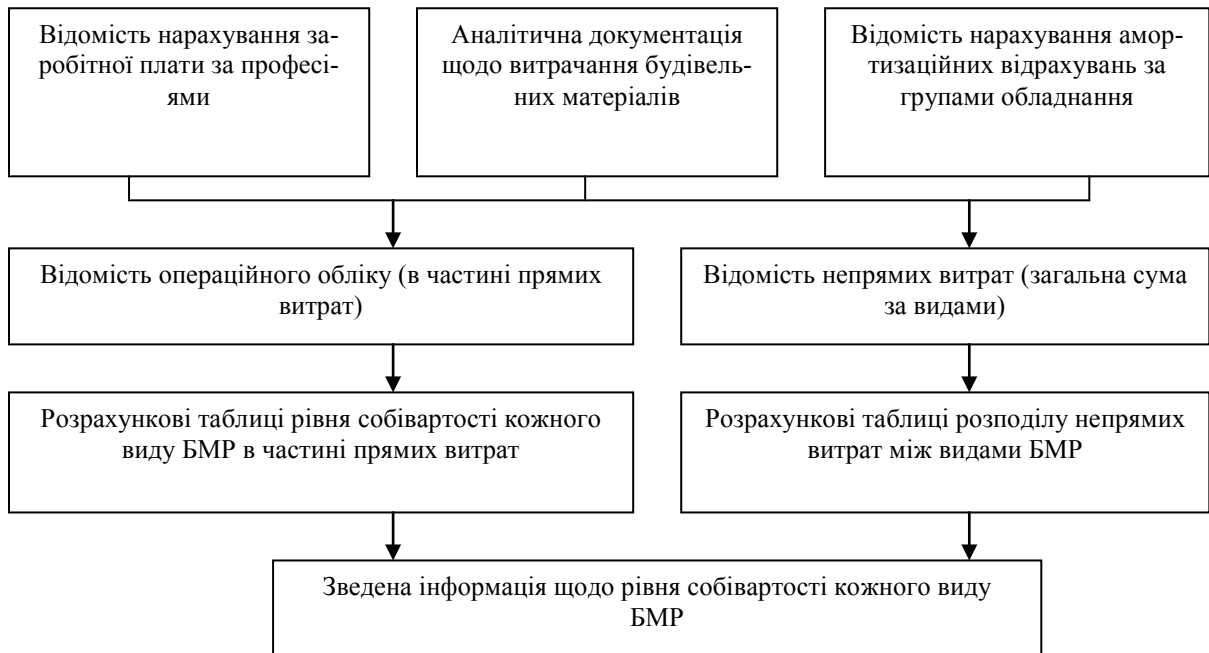 Відомість нарахування за-
робітної плати за професі-
ями
Аналітична документація
щодо витрачання будівель-
них матеріалів
Відомість нарахування амор-
тизаційних відрахувань за
групами обладнання
Відомість операційного обліку (в частині прямих
витрат)
Відомість непрямих витрат (загальна сума
за видами)
Розрахункові таблиці рівня собівартості кожного
виду БМР в частині прямих витрат
Розрахункові таблиці розподілу непрямих
витрат між видами БМР
Зведена інформація щодо рівня собівартості кожного виду
БМР